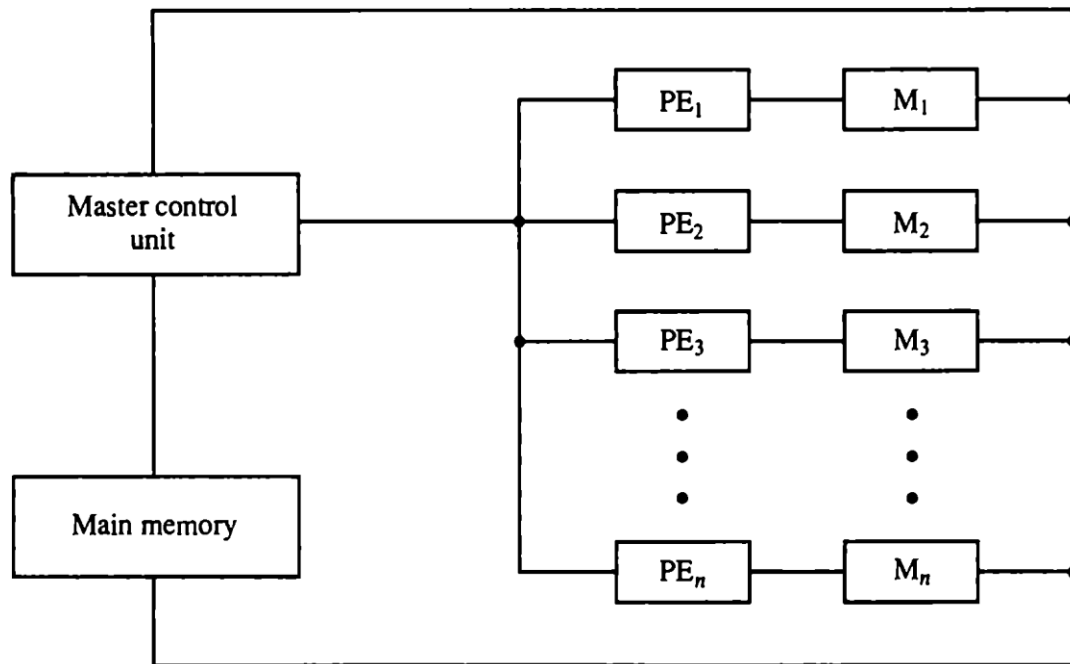 PE₁ M₁
Master control
unit
PE₂ M₂
PE₃ M₃
Main memory
PEₙ Mₙ